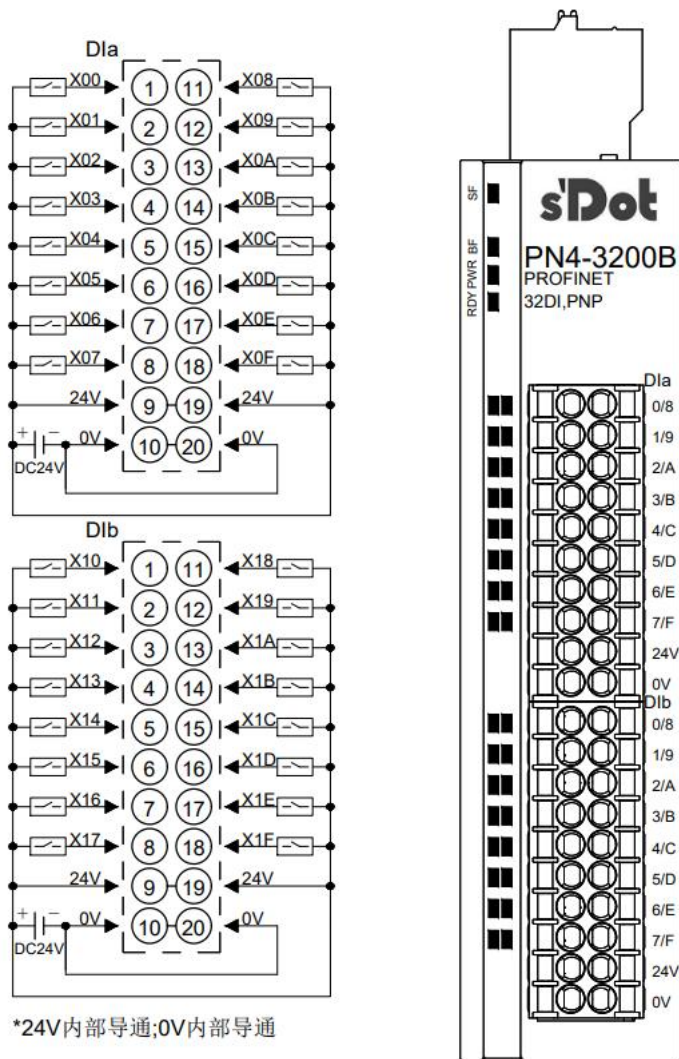 DIa
X00 1 11 X08
X01 2 12 X09
X02 3 13 X0A
X03 4 14 X0B
X04 5 15 X0C
X05 6 16 X0D
X06 7 17 X0E
X07 8 18 X0F
24V 9 19 24V
+ − 0V 10 20 0V
DC24V
DIb
X10 1 11 X18
X11 2 12 X19
X12 3 13 X1A
X13 4 14 X1B
X14 5 15 X1C
X15 6 16 X1D
X16 7 17 X1E
X17 8 18 X1F
24V 9 19 24V
+ − 0V 10 20 0V
DC24V
*24V内部导通;0V内部导通
SF
BF
PWR
RDY
s'Dot
PN4-3200B
PROFINET
32DI,PNP
DIa
0/8
1/9
2/A
3/B
4/C
5/D
6/E
7/F
24V
0V
DIb
0/8
1/9
2/A
3/B
4/C
5/D
6/E
7/F
24V
0V